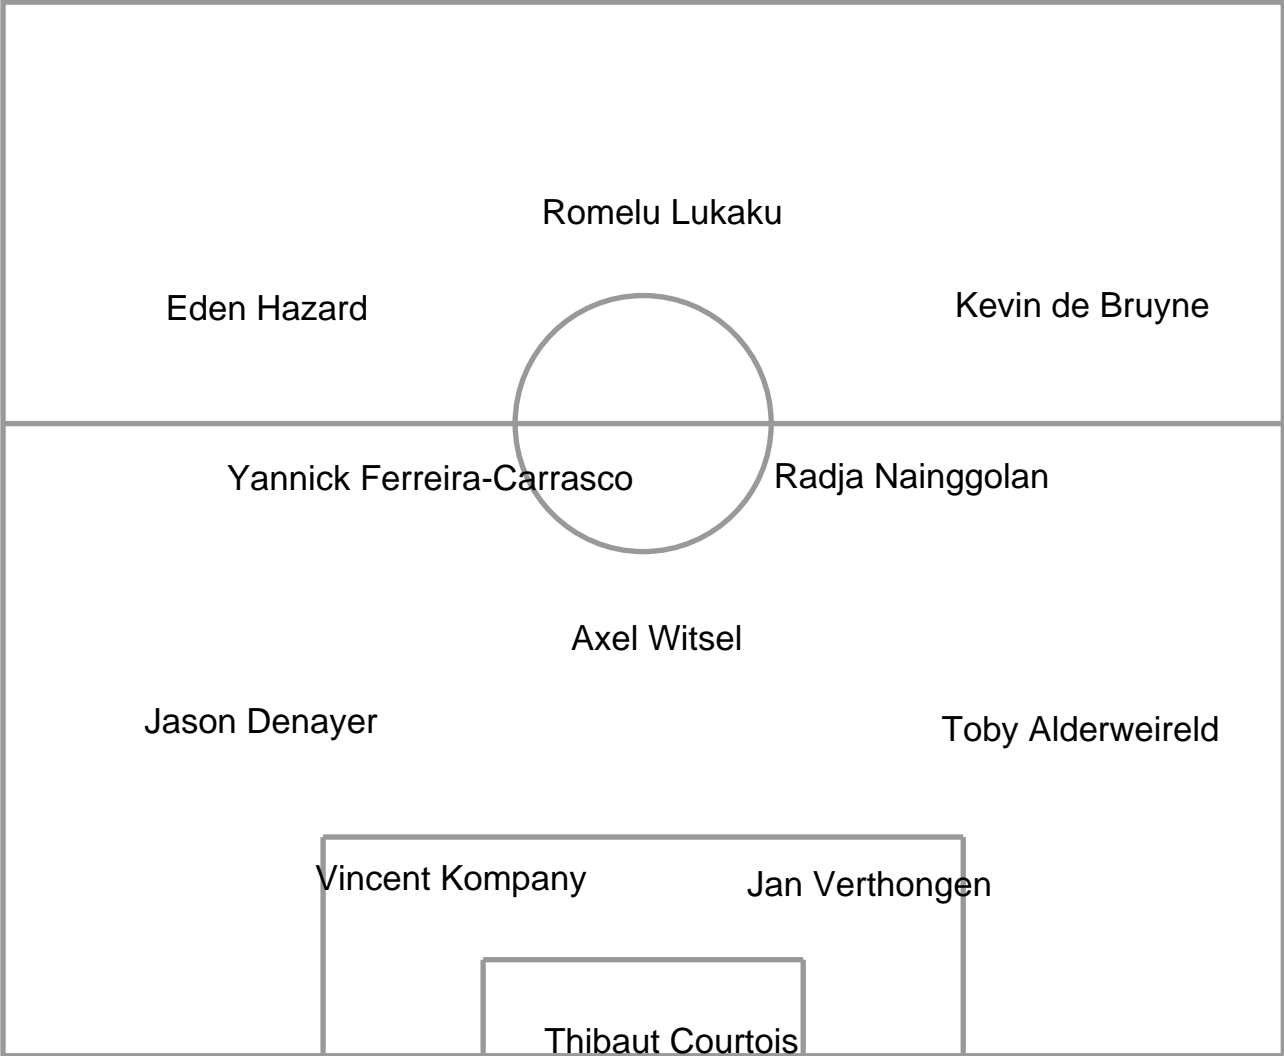 Romelu Lukaku
Eden Hazard
Kevin de Bruyne
Yannick Ferreira-Carrasco
Radja Nainggolan
Axel Witsel
Jason Denayer
Toby Alderweireld
Vincent Kompany
Jan Verthongen
Thibaut Courtois